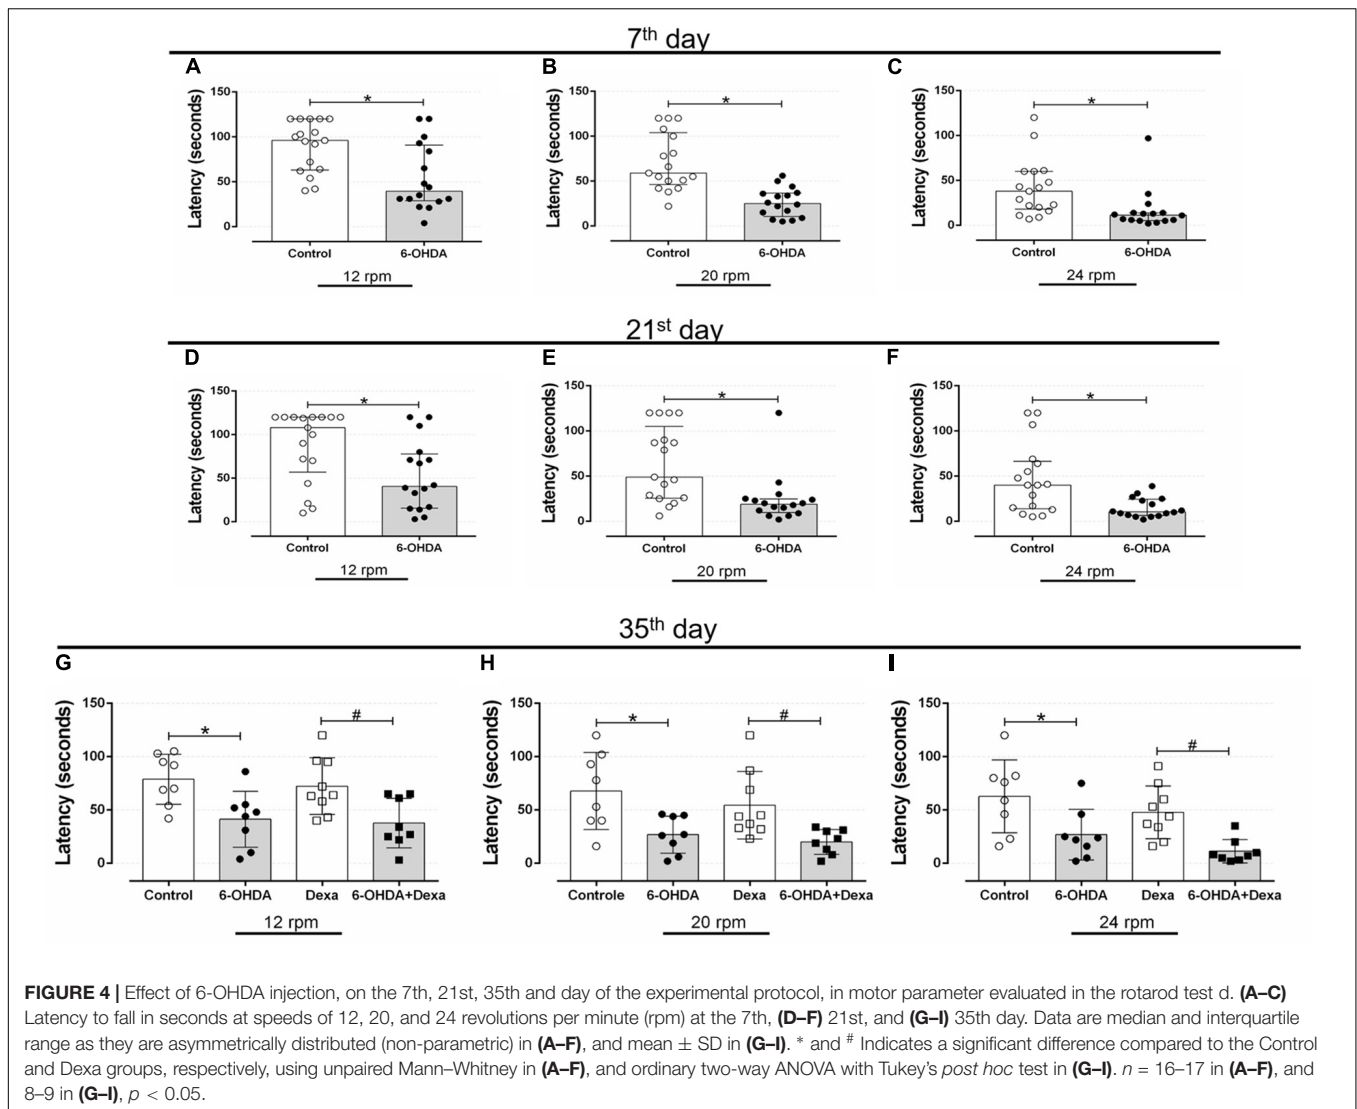 7th day
A B C
Latency (seconds) Latency (seconds) Latency (seconds)
150 * 150 * 150 *
100 100 100
50 50 50
0 0 0
Control 6-OHDA Control 6-OHDA Control 6-OHDA
12 rpm 20 rpm 24 rpm
21st day
D E F
Latency (seconds) Latency (seconds) Latency (seconds)
150 * 150 * 150 *
100 100 100
50 50 50
0 0 0
Control 6-OHDA Control 6-OHDA Control 6-OHDA
12 rpm 20 rpm 24 rpm
35th day
G H I
Latency (seconds) Latency (seconds) Latency (seconds)
150 * # 150 * # 150 * #
100 100 100
50 50 50
0 0 0
Control 6-OHDA Dexa 6-OHDA+Dexa Controle 6-OHDA Dexa 6-OHDA+Dexa Control 6-OHDA Dexa 6-OHDA+Dexa
12 rpm 20 rpm 24 rpm
FIGURE 4 | Effect of 6-OHDA injection, on the 7th, 21st, 35th and day of the experimental protocol, in motor parameter evaluated in the rotarod test d. (A–C)
Latency to fall in seconds at speeds of 12, 20, and 24 revolutions per minute (rpm) at the 7th, (D–F) 21st, and (G–I) 35th day. Data are median and interquartile
range as they are asymmetrically distributed (non-parametric) in (A–F), and mean ± SD in (G–I). * and # Indicates a significant difference compared to the Control
and Dexa groups, respectively, using unpaired Mann–Whitney in (A–F), and ordinary two-way ANOVA with Tukey's post hoc test in (G–I). n = 16–17 in (A–F), and
8–9 in (G–I), p < 0.05.